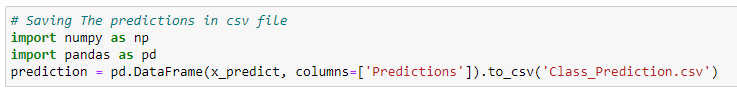 # Saving The predictions in csv file
import numpy as np
import pandas as pd
prediction = pd.DataFrame(x_predict, columns=['Predictions']).to_csv('Class_Prediction.csv')